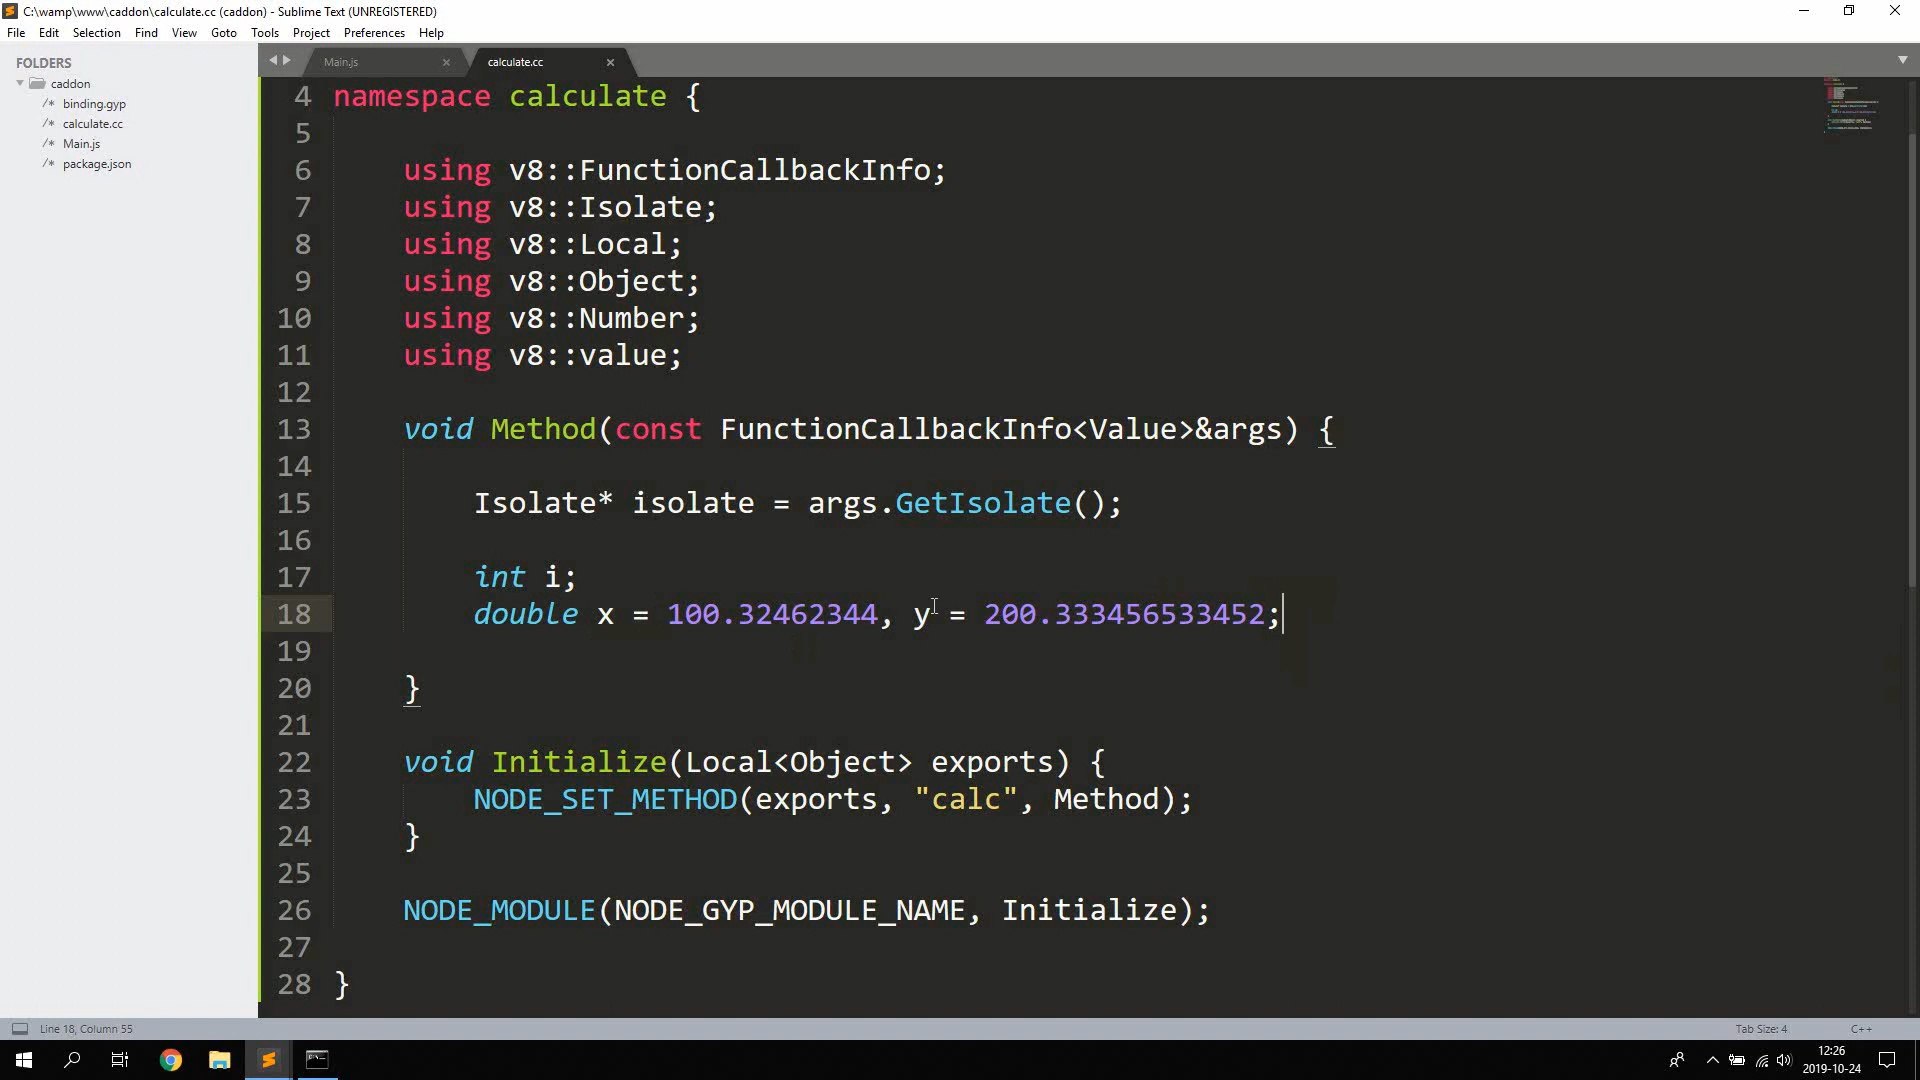 C:\wamp\www\caddon\calculate.cc (caddon) - Sublime Text (UNREGISTERED)
File Edit Selection Find View Goto Tools Project Preferences Help
FOLDERS
caddon
binding.gyp
calculate.cc
Main.js
package.json
Main.js × calculate.cc ×
4 namespace calculate {
5
6 using v8::FunctionCallbackInfo;
7 using v8::Isolate;
8 using v8::Local;
9 using v8::Object;
10 using v8::Number;
11 using v8::value;
12
13 void Method(const FunctionCallbackInfo<Value>&args) {
14
15 Isolate* isolate = args.GetIsolate();
16
17 int i;
18 double x = 100.32462344, y = 200.333456533452;
19
20 }
21
22 void Initialize(Local<Object> exports) {
23 NODE_SET_METHOD(exports, "calc", Method);
24 }
25
26 NODE_MODULE(NODE_GYP_MODULE_NAME, Initialize);
27
28 }
Line 18, Column 55 Tab Size: 4 C++
12:26
2019-10-24